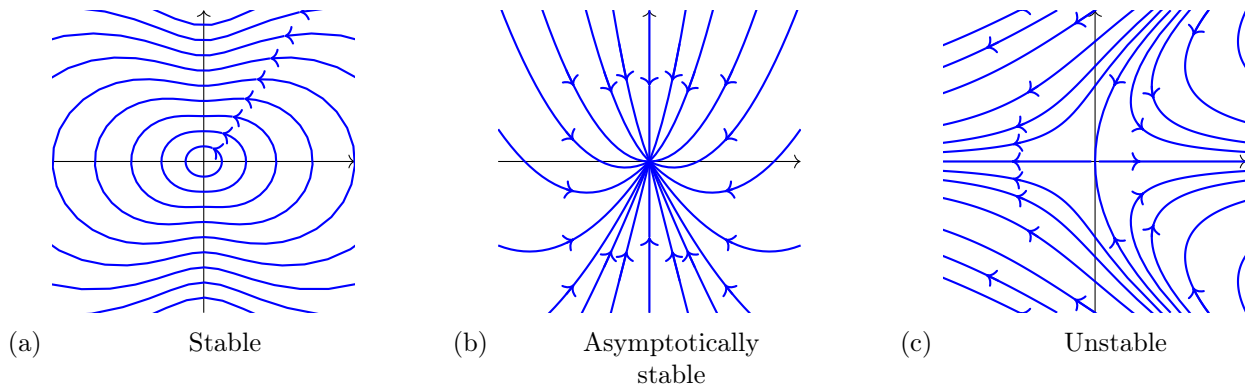 (a) Stable
(b) Asymptotically
stable
(c) Unstable